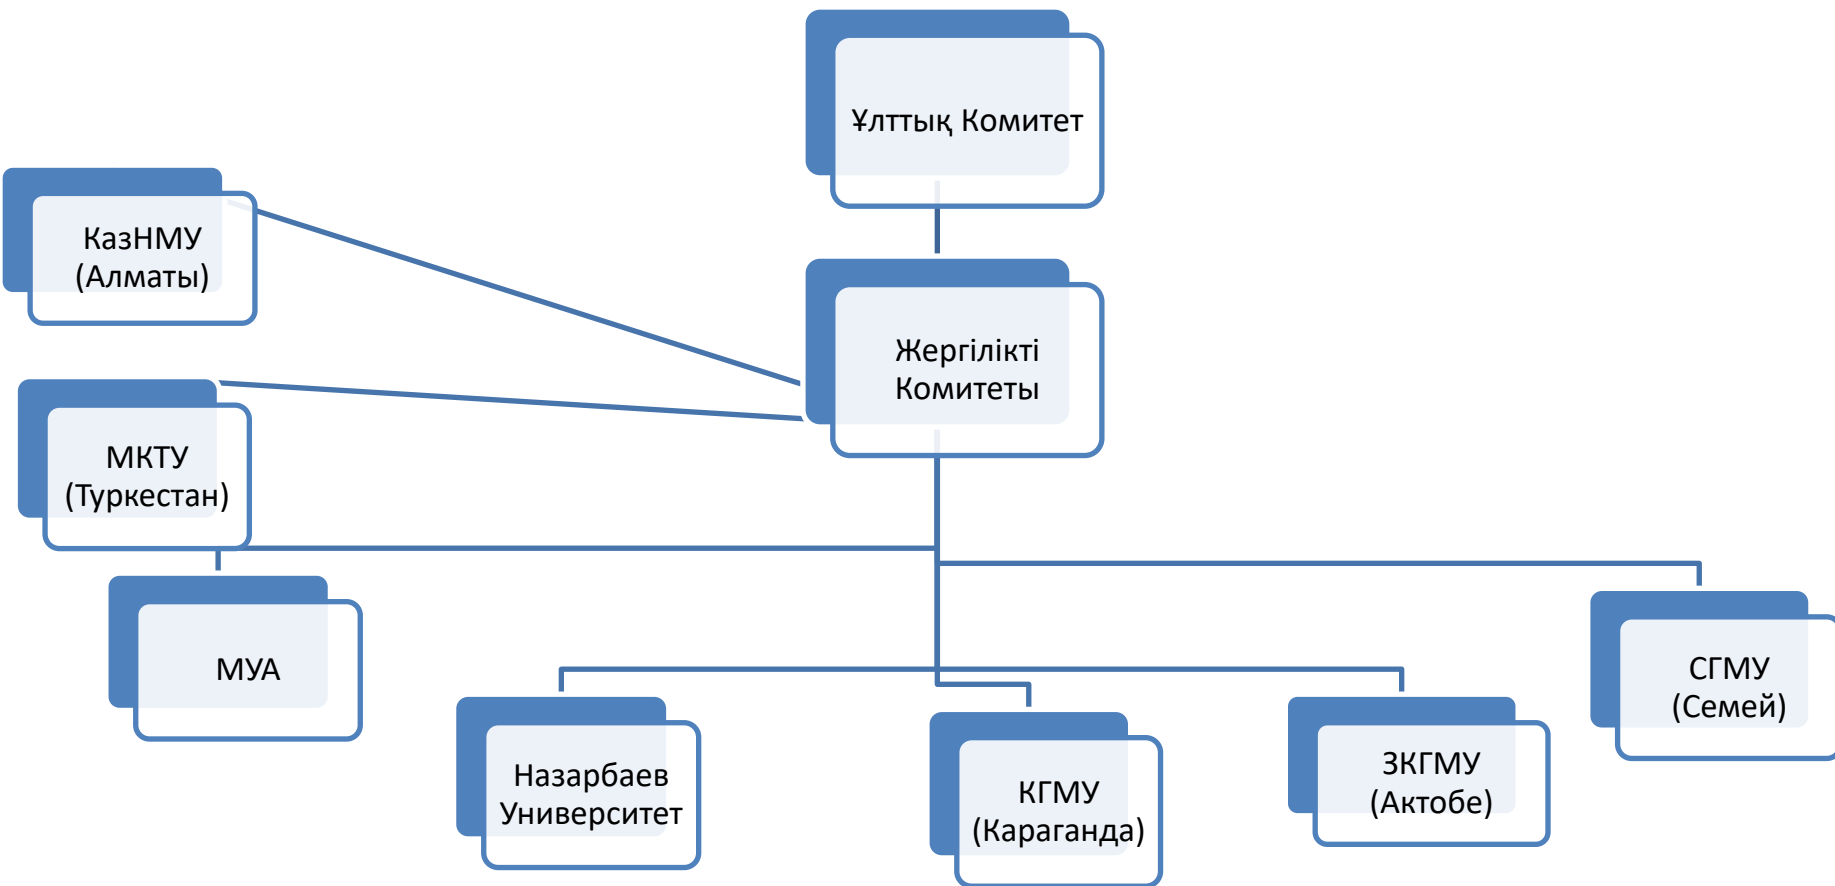 Ұлттық Комитет
КазНМУ
(Алматы)
Жергілікті
Комитеты
МКТУ
(Туркестан)
МУА
СГМУ
(Семей)
Назарбаев
Университет
КГМУ
(Караганда)
ЗКГМУ
(Актобе)